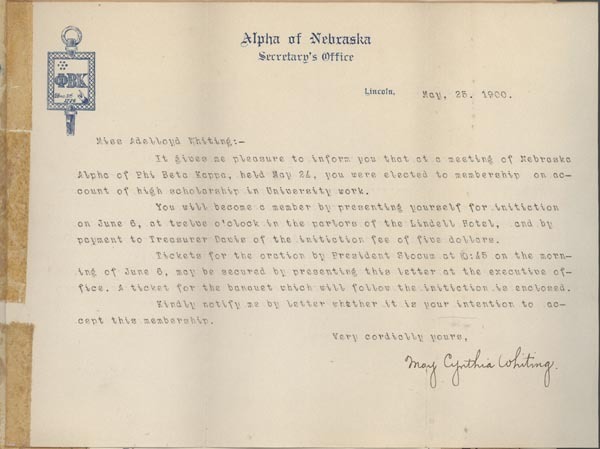 Alpha of Nebraska
Secretary's Office
ΦΒΚ
Lincoln, May, 25. 1900.
Miss Adelloyd Whiting:-
It gives me pleasure to inform you that at a meeting of Nebraska
Alpha of Phi Beta Kappa, held May 24, you were elected to membership on ac-
count of high scholarship in University work.
You will become a member by presenting yourself for initiation
on June 6, at twelve o'clock in the parlors of the Lindell Hotel, and by
payment to Treasurer Davis of the initiation fee of five dollars.
Tickets for the oration by President Slocum at :45 on the morn-
ing of June 6, may be secured by presenting this letter at the executive of-
fice. A ticket for the banquet which will follow the initiation is enclosed.
Kindly notify me by letter whether it is your intention to ac-
cept this membership.
Very cordially yours,
May Cynthia Whiting.